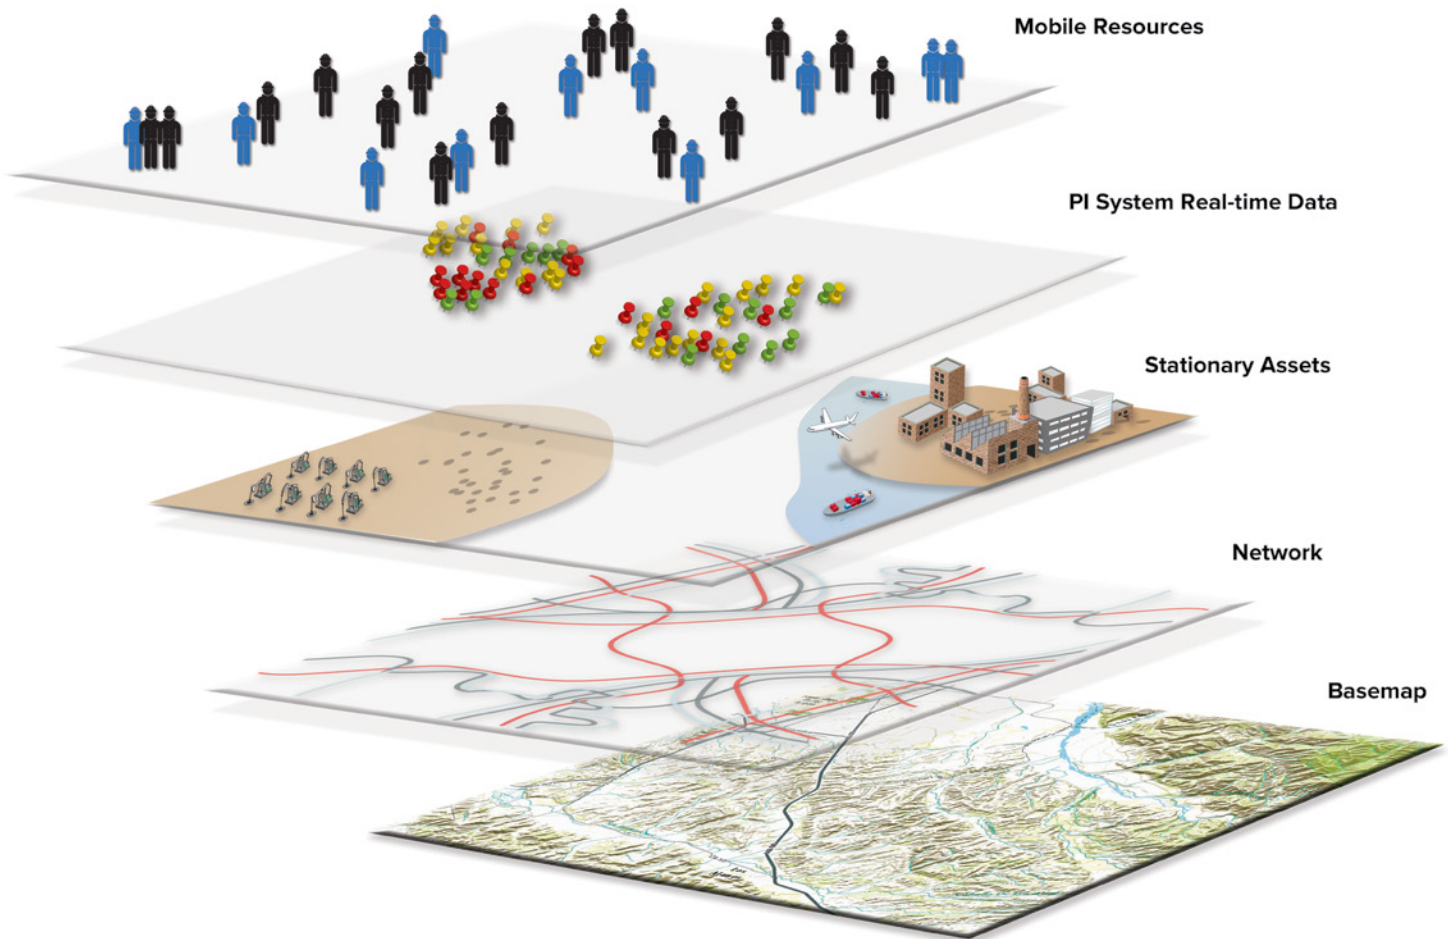 Mobile Resources
PI System Real-time Data
Stationary Assets
Network
Basemap